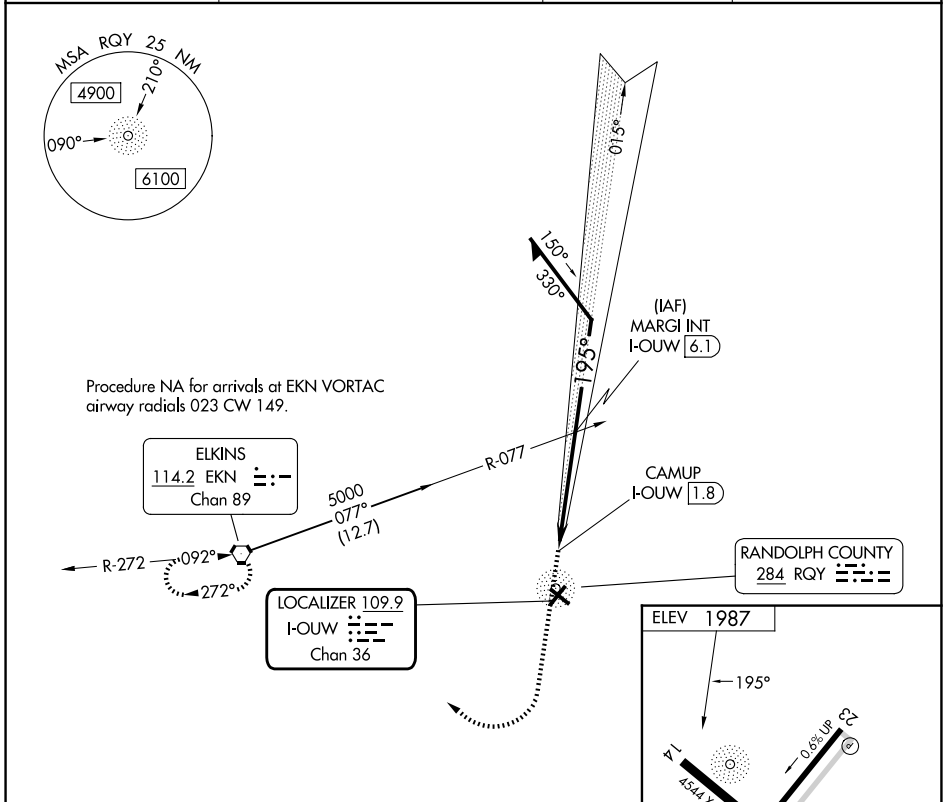 MSA RQY 25 NM
4900
210°
090°
6100
015°
150°
330°
(IAF)
MARGI INT
I-OUW 6.1
195°
Procedure NA for arrivals at EKN VORTAC
airway radials 023 CW 149.
ELKINS
114.2 EKN
Chan 89
R-077
5000
077°
(12.7)
CAMUP
I-OUW 1.8
R-272
092°
272°
RANDOLPH COUNTY
284 RQY
LOCALIZER 109.9
I-OUW
Chan 36
ELEV 1987
195°
23
0.6% UP
P
14
4544 X